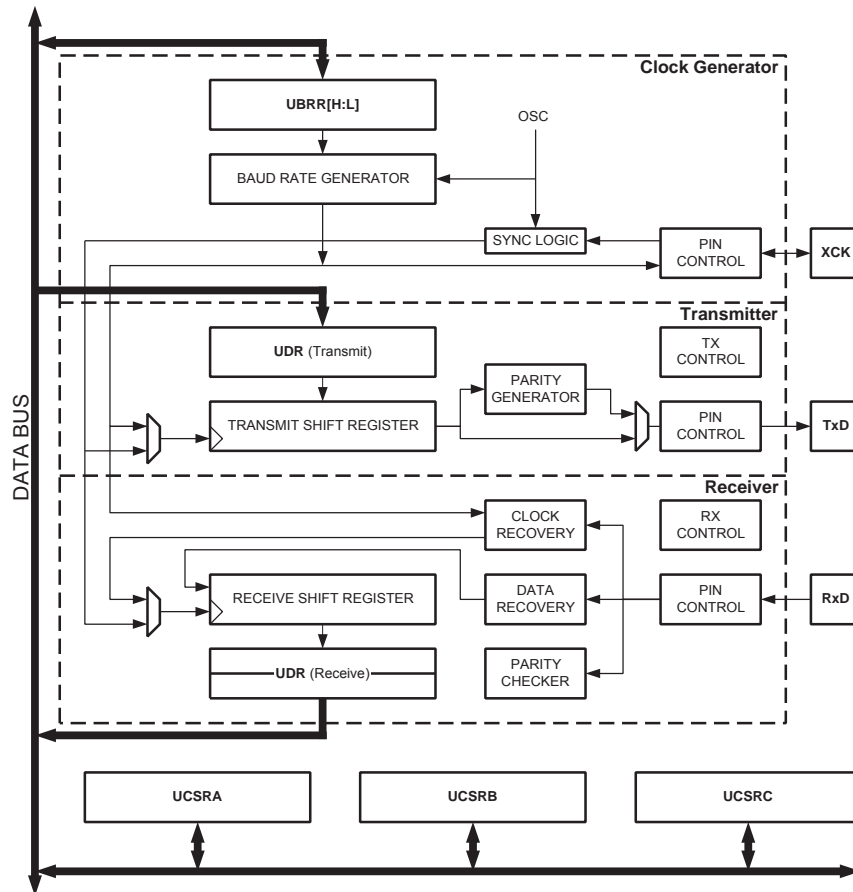 Clock Generator
UBRR[H:L]
OSC
BAUD RATE GENERATOR
SYNC LOGIC
PIN
CONTROL
XCK
Transmitter
UDR (Transmit)
TX
CONTROL
PARITY
GENERATOR
TRANSMIT SHIFT REGISTER
PIN
CONTROL
TxD
DATA BUS
Receiver
CLOCK
RECOVERY
RX
CONTROL
RECEIVE SHIFT REGISTER
DATA
RECOVERY
PIN
CONTROL
RxD
UDR (Receive)
PARITY
CHECKER
UCSRA
UCSRB
UCSRC